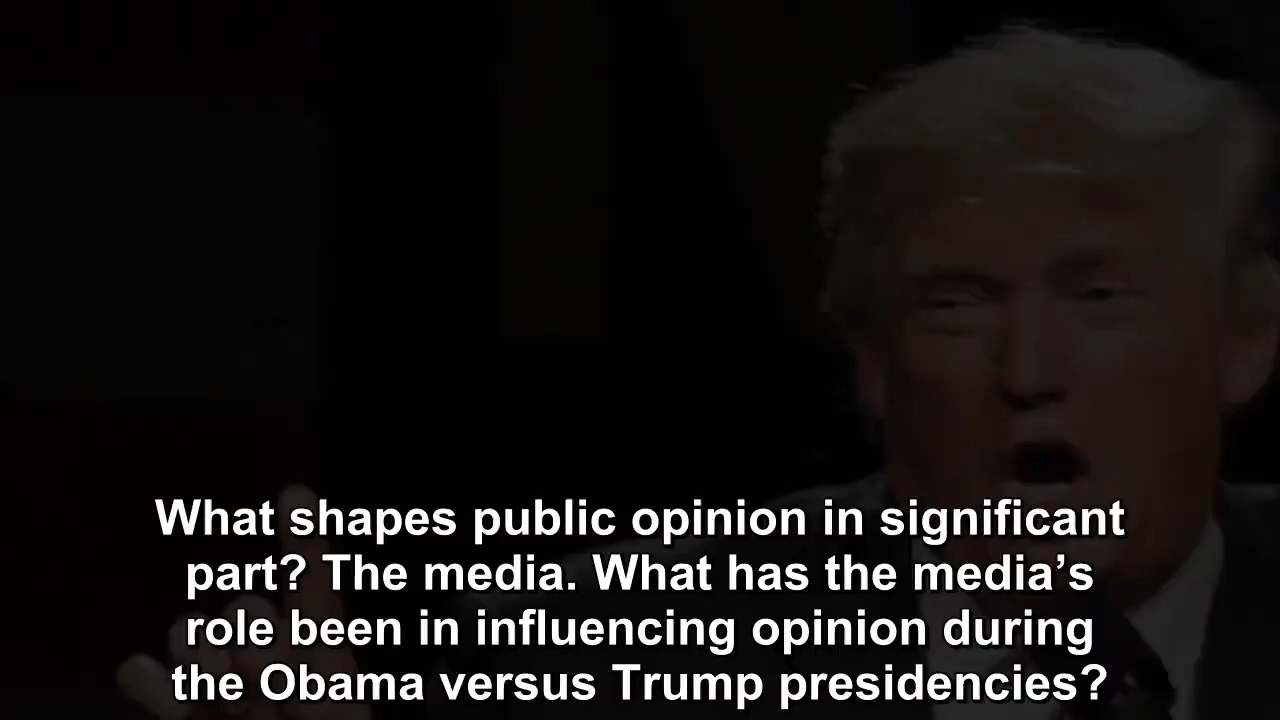 What shapes public opinion in significant
part? The media. What has the media’s
role been in influencing opinion during
the Obama versus Trump presidencies?